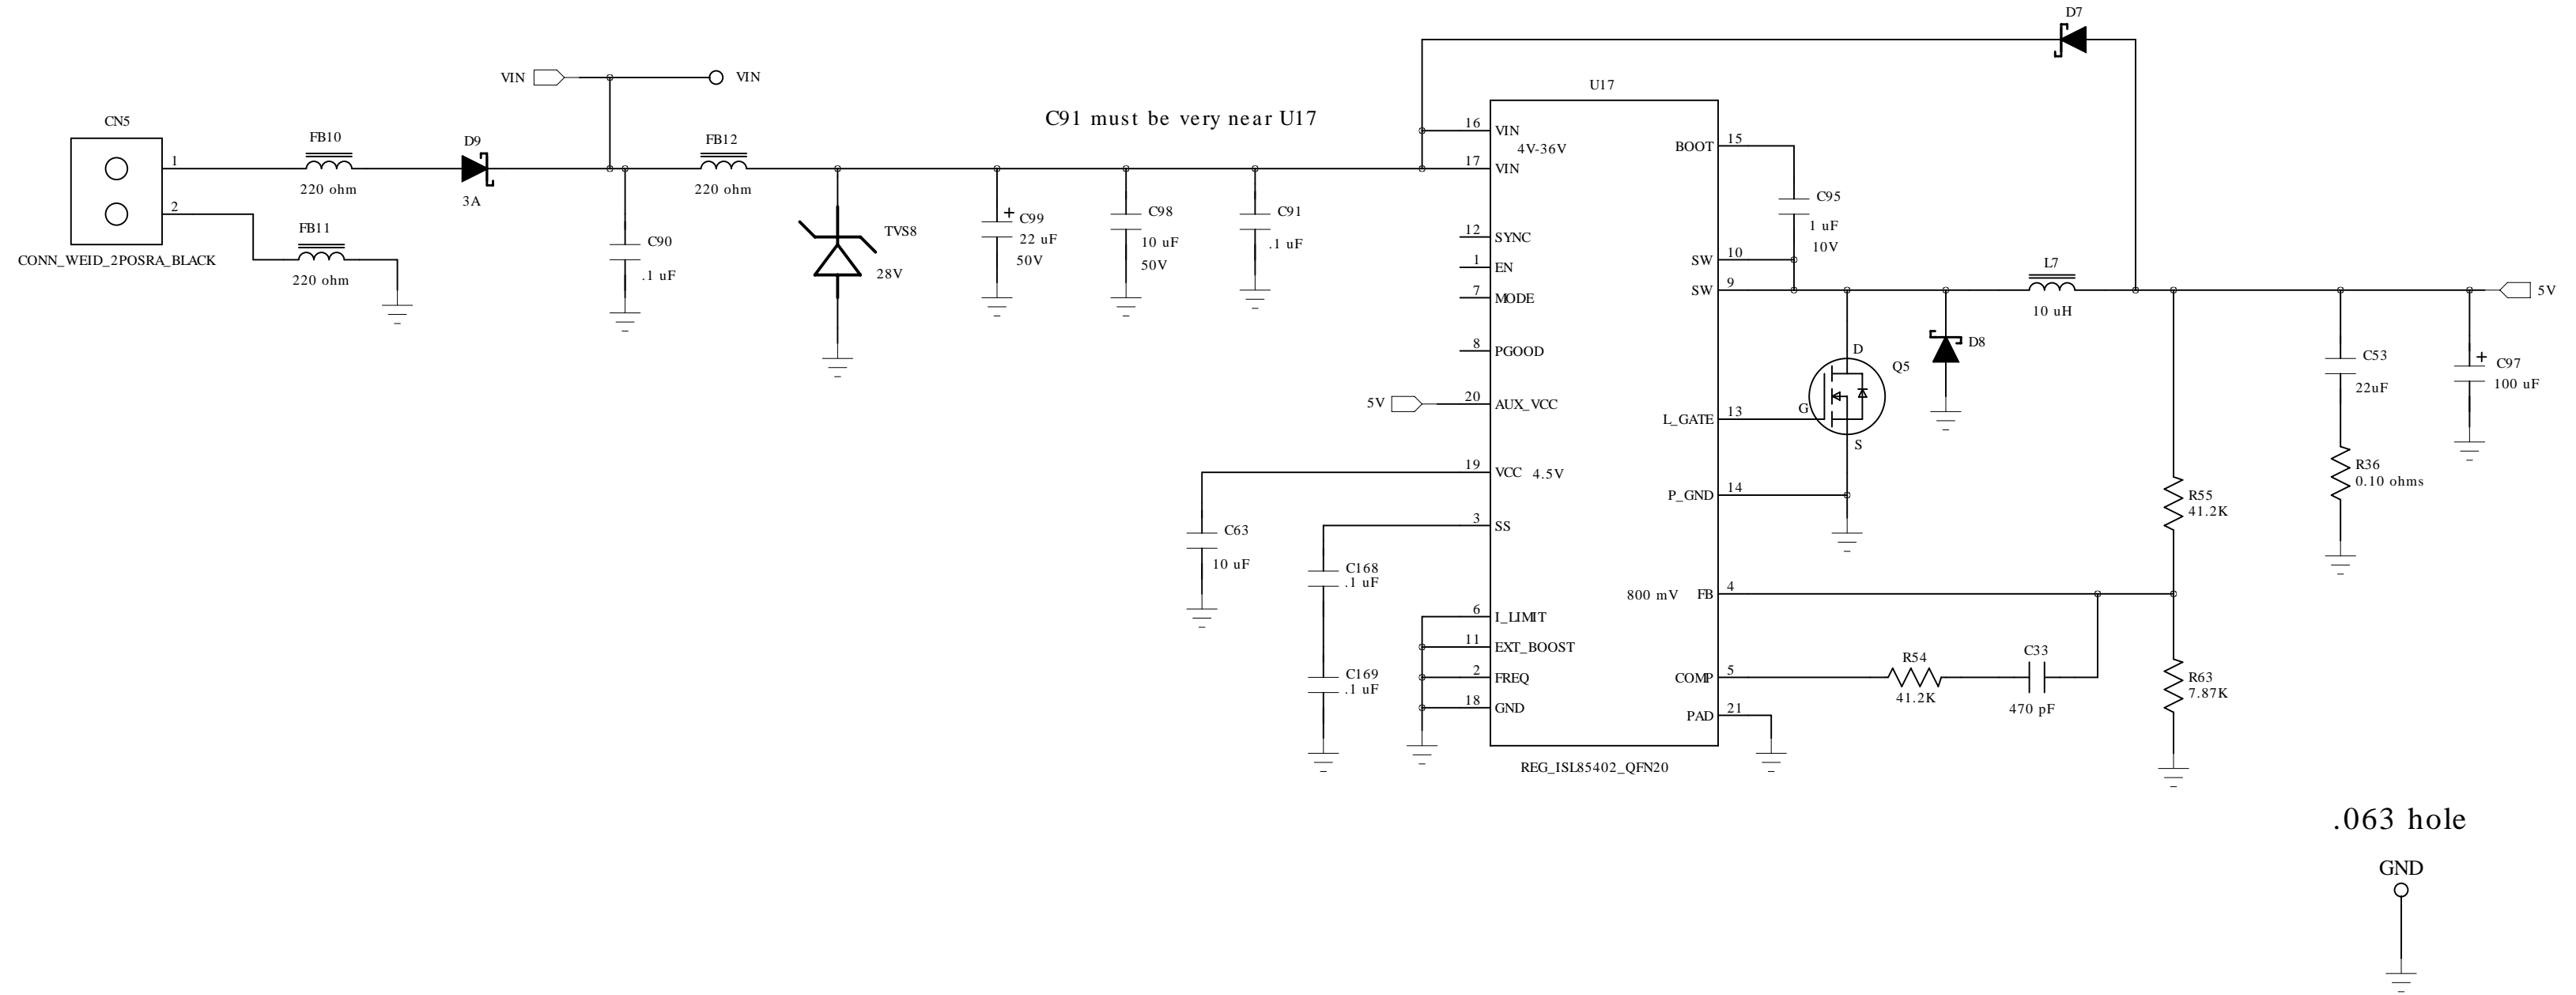 D7
U17
VIN
VIN
C91 must be very near U17
CN5
FB10
D9
FB12
1
220 ohm
3A
220 ohm
2
FB11
220 ohm
CONN_WEID_2POSRA_BLACK
C90
.1 uF
TVS8
28V
+
C99
22 uF
50V
C98
10 uF
50V
C91
.1 uF
16
VIN
4V-36V
17
VIN
12
SYNC
1
EN
7
MODE
8
PGOOD
5V
20
AUX_VCC
19
VCC 4.5V
3
SS
6
I_LIMIT
11
EXT_BOOST
2
FREQ
18
GND
C63
10 uF
C168
.1 uF
C169
.1 uF
BOOT
15
SW
10
SW
9
L_GATE
13
P_GND
14
800 mV
FB
4
COMP
5
PAD
21
REG_ISL85402_QFN20
C95
1 uF
10V
D
G
S
Q5
D8
L7
10 uH
5V
C53
22uF
R36
0.10 ohms
+
C97
100 uF
R55
41.2K
R54
41.2K
C33
470 pF
R63
7.87K
.063 hole
GND